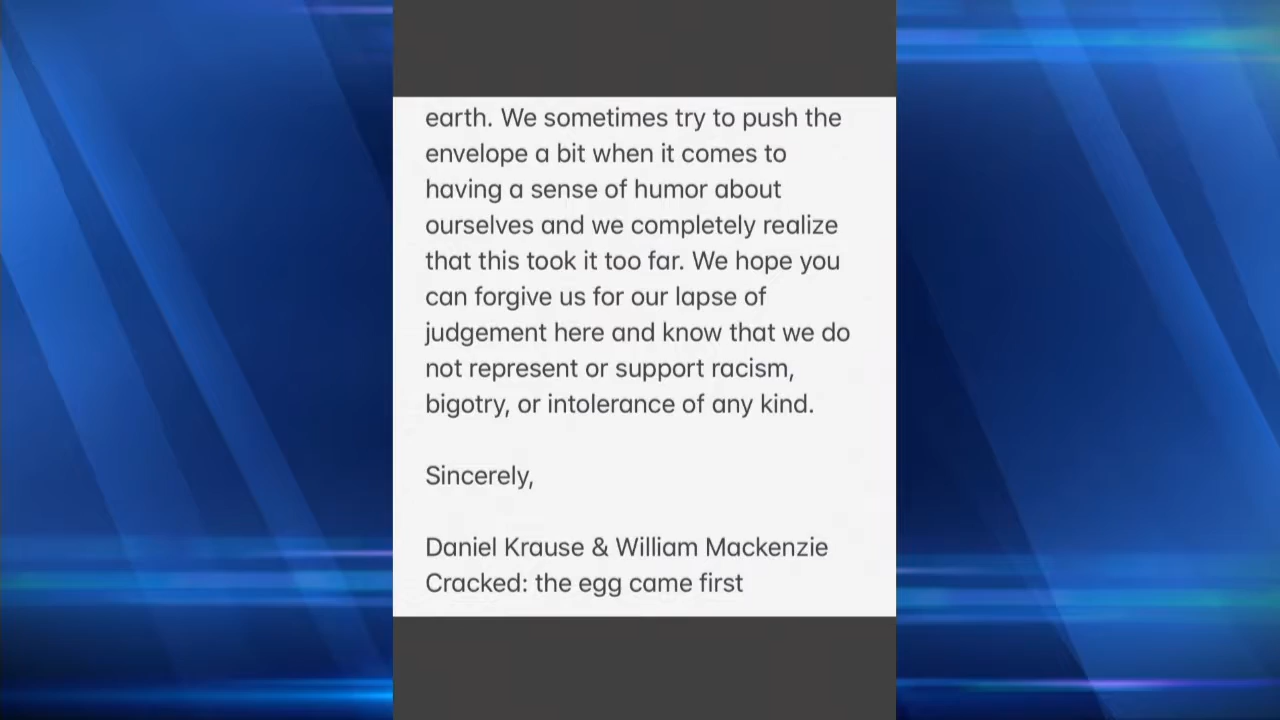 earth. We sometimes try to push the
envelope a bit when it comes to
having a sense of humor about
ourselves and we completely realize
that this took it too far. We hope you
can forgive us for our lapse of
judgement here and know that we do
not represent or support racism,
bigotry, or intolerance of any kind.
Sincerely,
Daniel Krause & William Mackenzie
Cracked: the egg came first